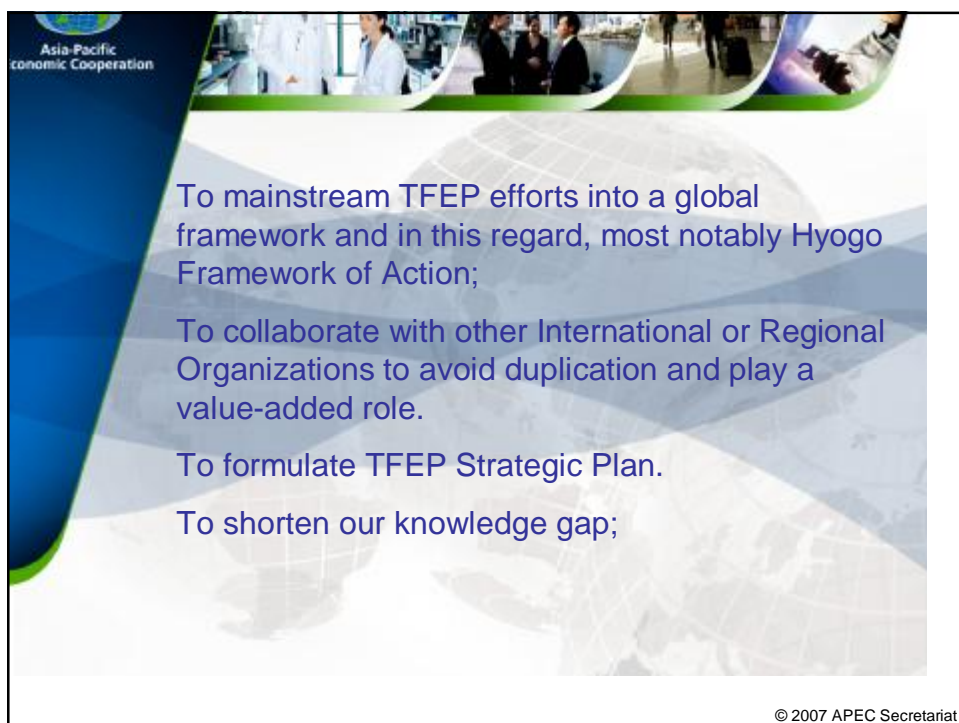 Asia-Pacific
conomic Cooperation
To mainstream TFEP efforts into a global
framework and in this regard, most notably Hyogo
Framework of Action;
To collaborate with other International or Regional
Organizations to avoid duplication and play a
value-added role.
To formulate TFEP Strategic Plan.
To shorten our knowledge gap;
© 2007 APEC Secretariat